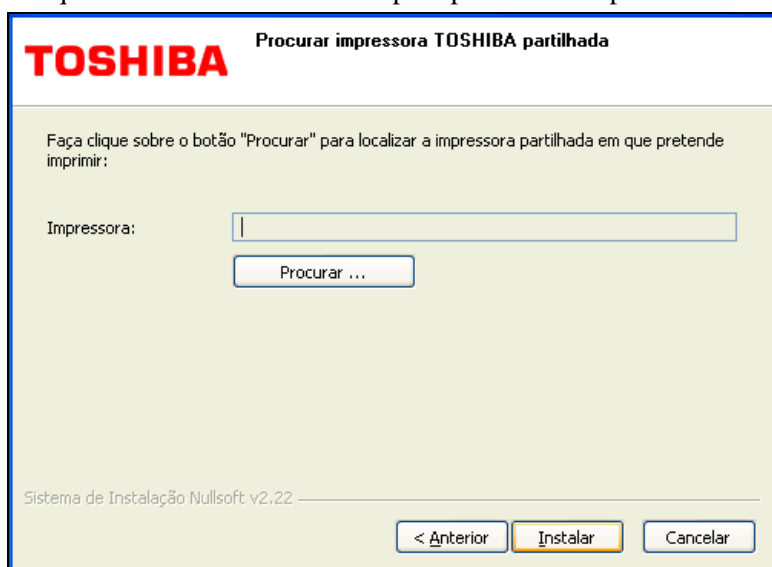 Procurar impressora TOSHIBA partilhada
TOSHIBA
Faça clique sobre o botão "Procurar" para localizar a impressora partilhada em que pretende
imprimir:
Impressora:
Procurar ...
Sistema de Instalação Nullsoft v2.22
< Anterior
Instalar
Cancelar